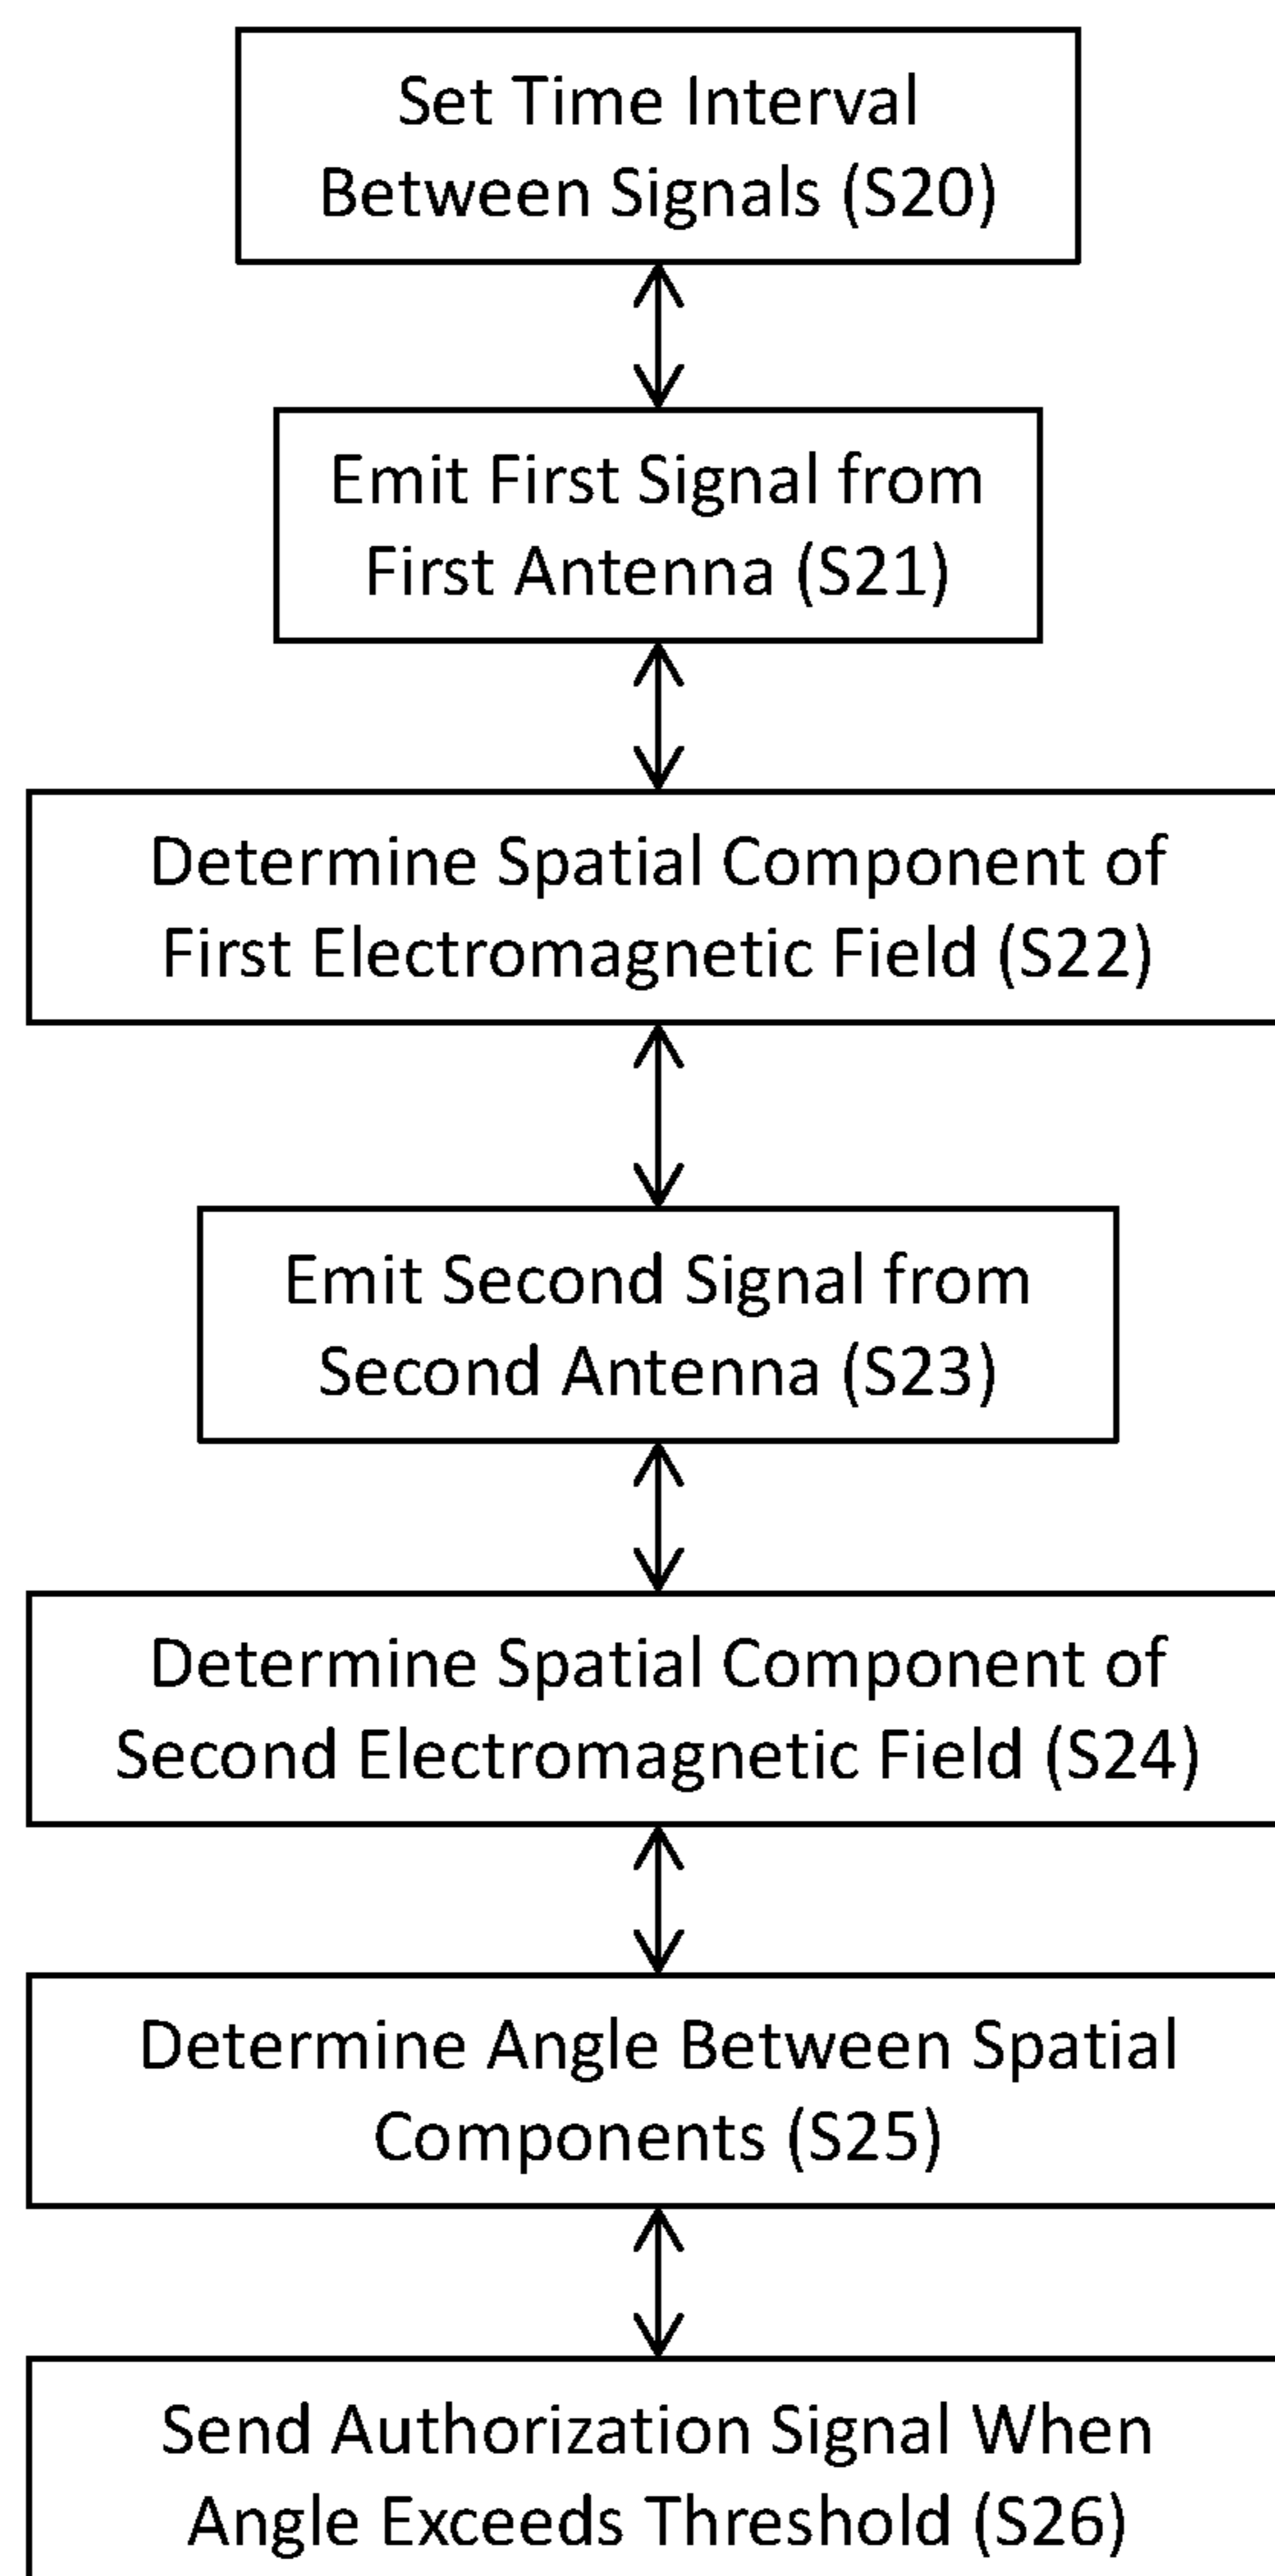 Set Time Interval
Between Signals (S20)
Emit First Signal from
First Antenna (S21)
Determine Spatial Component of
First Electromagnetic Field (S22)
Emit Second Signal from
Second Antenna (S23)
Determine Spatial Component of
Second Electromagnetic Field (S24)
Determine Angle Between Spatial
Components (S25)
Send Authorization Signal When
Angle Exceeds Threshold (S26)